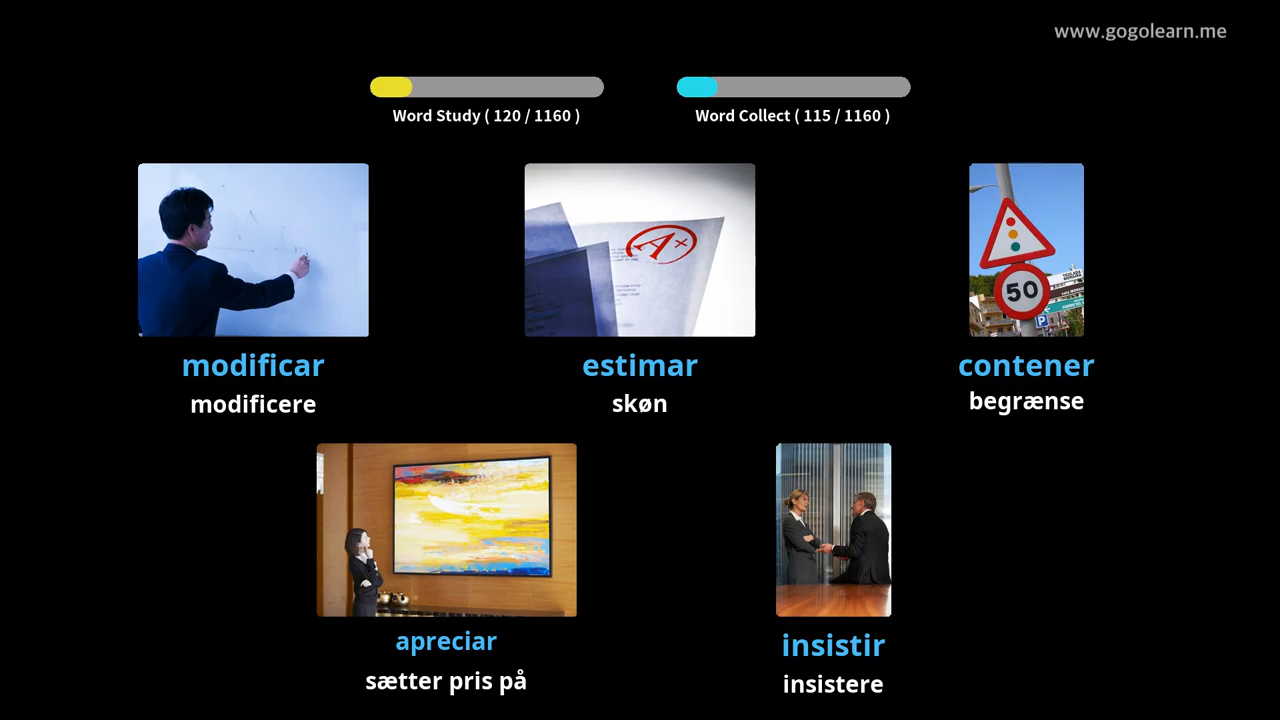 www.gogolearn.me
Word Study ( 120 / 1160 )
Word Collect ( 115 / 1160 )
A+
50
P
modificar
modificere
estimar
skøn
contener
begrænse
apreciar
sætter pris på
insistir
insistere